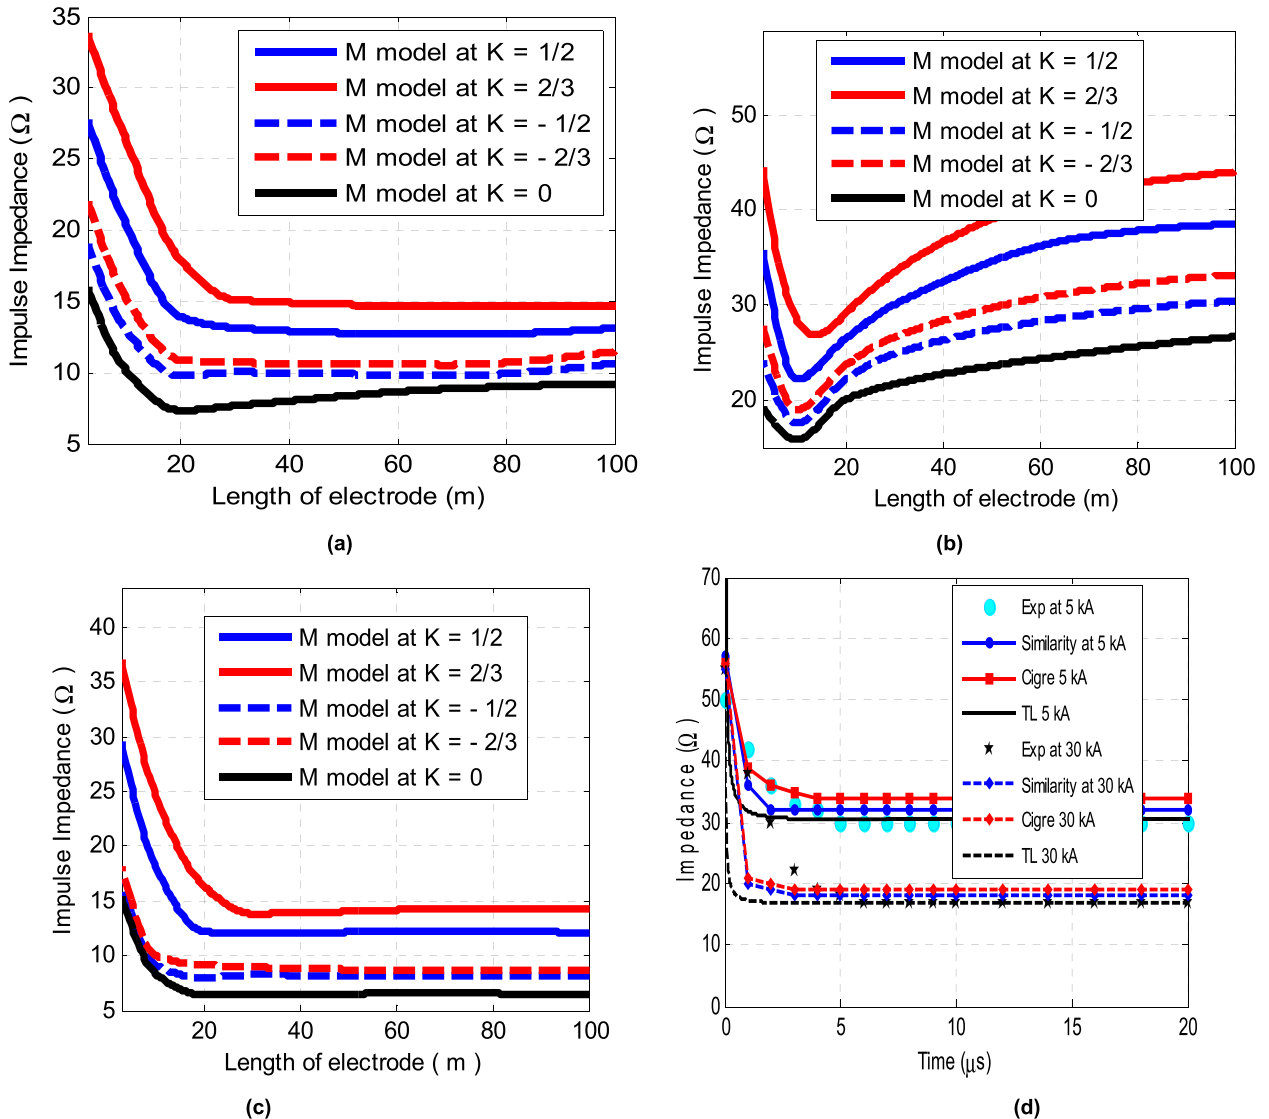 35
30
25
20
15
10
5
20
40
60
80
100
Impulse Impedance (Ω)
Length of electrode (m)
M model at K = 1/2
M model at K = 2/3
M model at K = - 1/2
M model at K = - 2/3
M model at K = 0
(a)
50
40
30
20
20
40
60
80
100
Impulse Impedance (Ω)
Length of electrode (m)
M model at K = 1/2
M model at K = 2/3
M model at K = - 1/2
M model at K = - 2/3
M model at K = 0
(b)
40
35
30
25
20
15
10
5
20
40
60
80
100
Impulse Impedance (Ω)
Length of electrode ( m )
M model at K = 1/2
M model at K = 2/3
M model at K = - 1/2
M model at K = - 2/3
M model at K = 0
(c)
70
60
50
40
30
20
10
0
0
5
10
15
20
Impedance (Ω)
Time (μs)
Exp at 5 kA
Similarity at 5 kA
Cigre 5 kA
TL 5 kA
Exp at 30 kA
Similarity at 30 kA
Cigre 30 kA
TL 30 kA
(d)